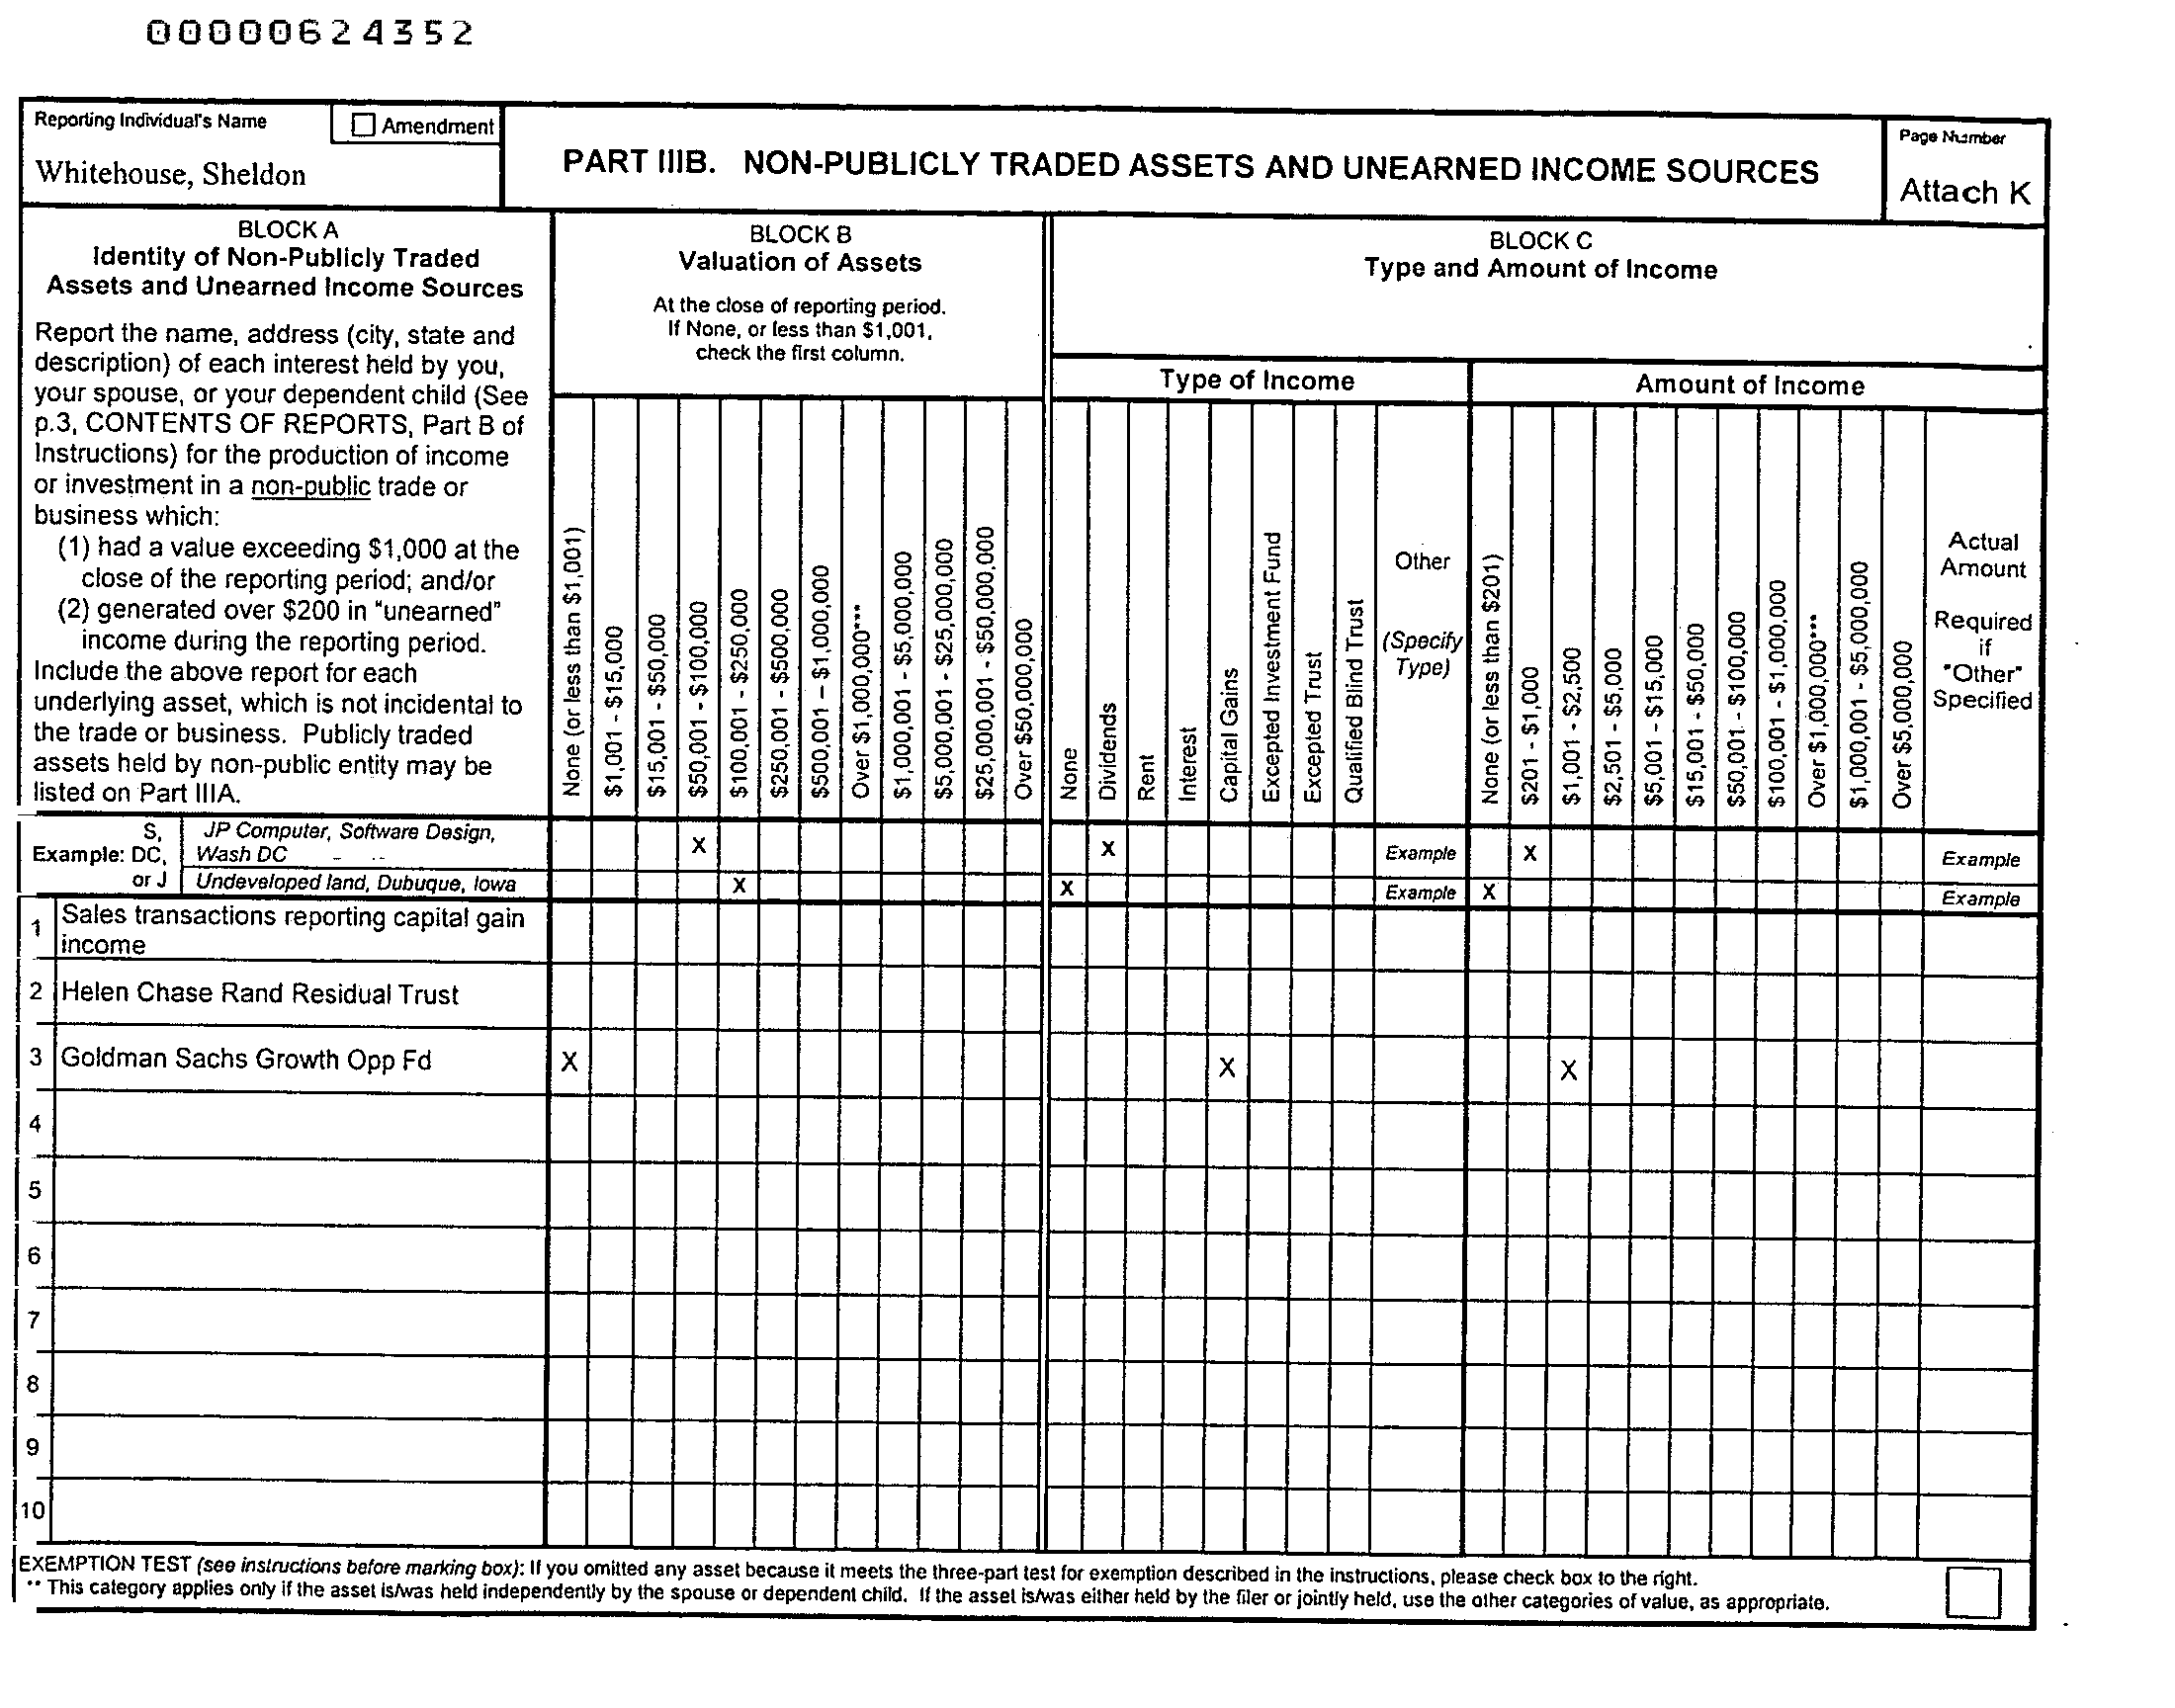 00000624352
Reporting Individual's Name
Amendment
Whitehouse, Sheldon
PART IIIB. NON-PUBLICLY TRADED ASSETS AND UNEARNED INCOME SOURCES
Page Number
Attach K
BLOCK A
Identity of Non-Publicly Traded
Assets and Unearned Income Sources
Report the name, address (city, state and
description) of each interest held by you,
your spouse, or your dependent child (See
p.3, CONTENTS OF REPORTS, Part B of
Instructions) for the production of income
or investment in a non-public trade or
business which:
(1) had a value exceeding $1,000 at the
close of the reporting period; and/or
(2) generated over $200 in "unearned"
income during the reporting period.
Include the above report for each
underlying asset, which is not incidental to
the trade or business. Publicly traded
assets held by non-public entity may be
listed on Part IIIA.
BLOCK B
Valuation of Assets
At the close of reporting period.
If None, or less than $1,001,
check the first column.
None (or less than $1,001)
$1,001 - $15,000
$15,001 - $50,000
$50,001 - $100,000
$100,001 - $250,000
$250,001 - $500,000
$500,001 – $1,000,000
Over $1,000,000***
$1,000,001 - $5,000,000
$5,000,001 - $25,000,000
$25,000,001 - $50,000,000
Over $50,000,000
BLOCK C
Type and Amount of Income
Type of Income
None
Dividends
Rent
Interest
Capital Gains
Excepted Investment Fund
Excepted Trust
Qualified Blind Trust
Other
(Specify
Type)
Amount of Income
None (or less than $201)
$201 - $1,000
$1,001 - $2,500
$2,501 - $5,000
$5,001 - $15,000
$15,001 - $50,000
$50,001 - $100,000
$100,001 - $1,000,000
Over $1,000,000***
$1,000,001 - $5,000,000
Over $5,000,000
Actual
Amount
Required
if
"Other"
Specified
Example:
S,
DC,
or J
JP Computer, Software Design,
Wash DC
X X Example X Example
Undeveloped land, Dubuque, Iowa X X Example X Example
1 Sales transactions reporting capital gain
income
2 Helen Chase Rand Residual Trust
3 Goldman Sachs Growth Opp Fd X X X
4
5
6
7
8
9
10
EXEMPTION TEST (see instructions before marking box): If you omitted any asset because it meets the three-part test for exemption described in the instructions, please check box to the right.
** This category applies only if the asset is/was held independently by the spouse or dependent child. If the asset is/was either held by the filer or jointly held, use the other categories of value, as appropriate.